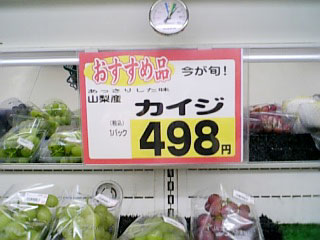 おすすめ品
今が旬!
あっさりした味
山梨産
カイジ
(税込)
1パック
498円